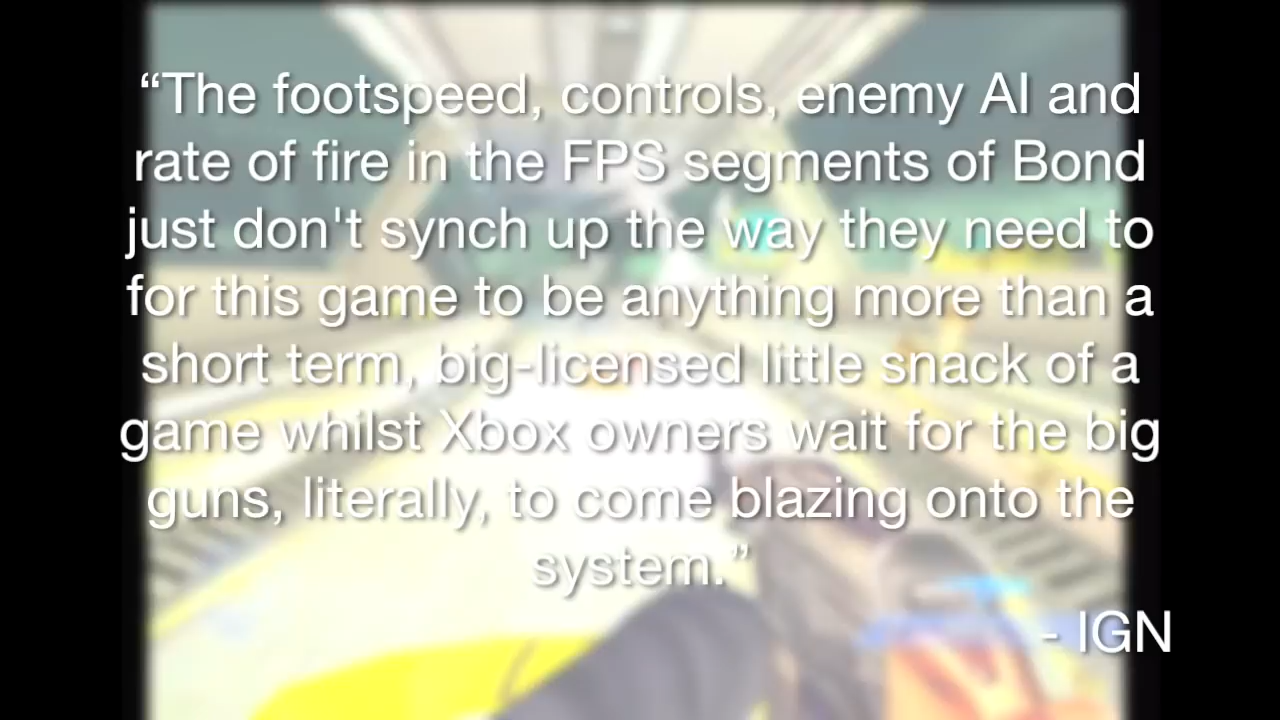 “The footspeed, controls, enemy AI and
rate of fire in the FPS segments of Bond
just don't synch up the way they need to
for this game to be anything more than a
short term, big-licensed little snack of a
game whilst Xbox owners wait for the big
guns, literally, to come blazing onto the
system.”
- IGN